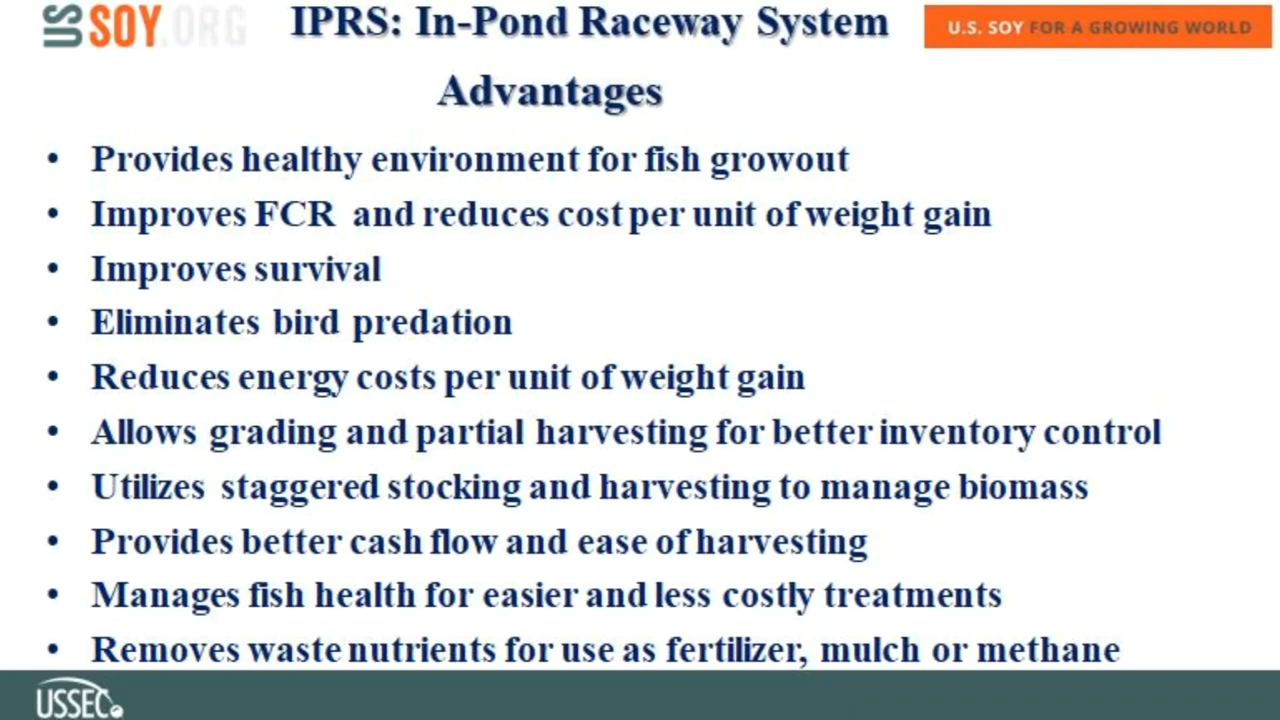 US SOY.ORG
IPRS: In-Pond Raceway System
U.S. SOY FOR A GROWING WORLD
Advantages
• Provides healthy environment for fish growout
• Improves FCR and reduces cost per unit of weight gain
• Improves survival
• Eliminates bird predation
• Reduces energy costs per unit of weight gain
• Allows grading and partial harvesting for better inventory control
• Utilizes staggered stocking and harvesting to manage biomass
• Provides better cash flow and ease of harvesting
• Manages fish health for easier and less costly treatments
• Removes waste nutrients for use as fertilizer, mulch or methane
USSEC